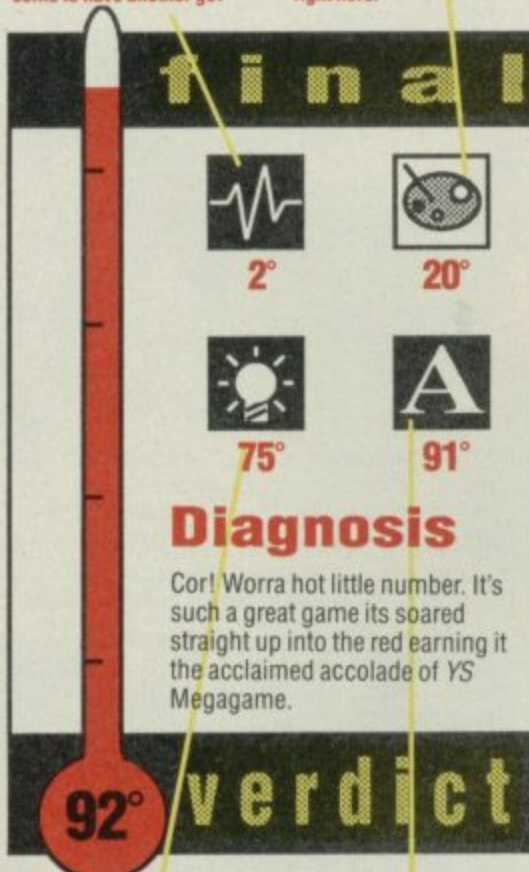 final
2°
20°
A
75°
91°
Diagnosis
Cor! Worra hot little number. It's
such a great game its soared
straight up into the red earning it
the acclaimed accolade of YS
Megagame.
92°
verdict